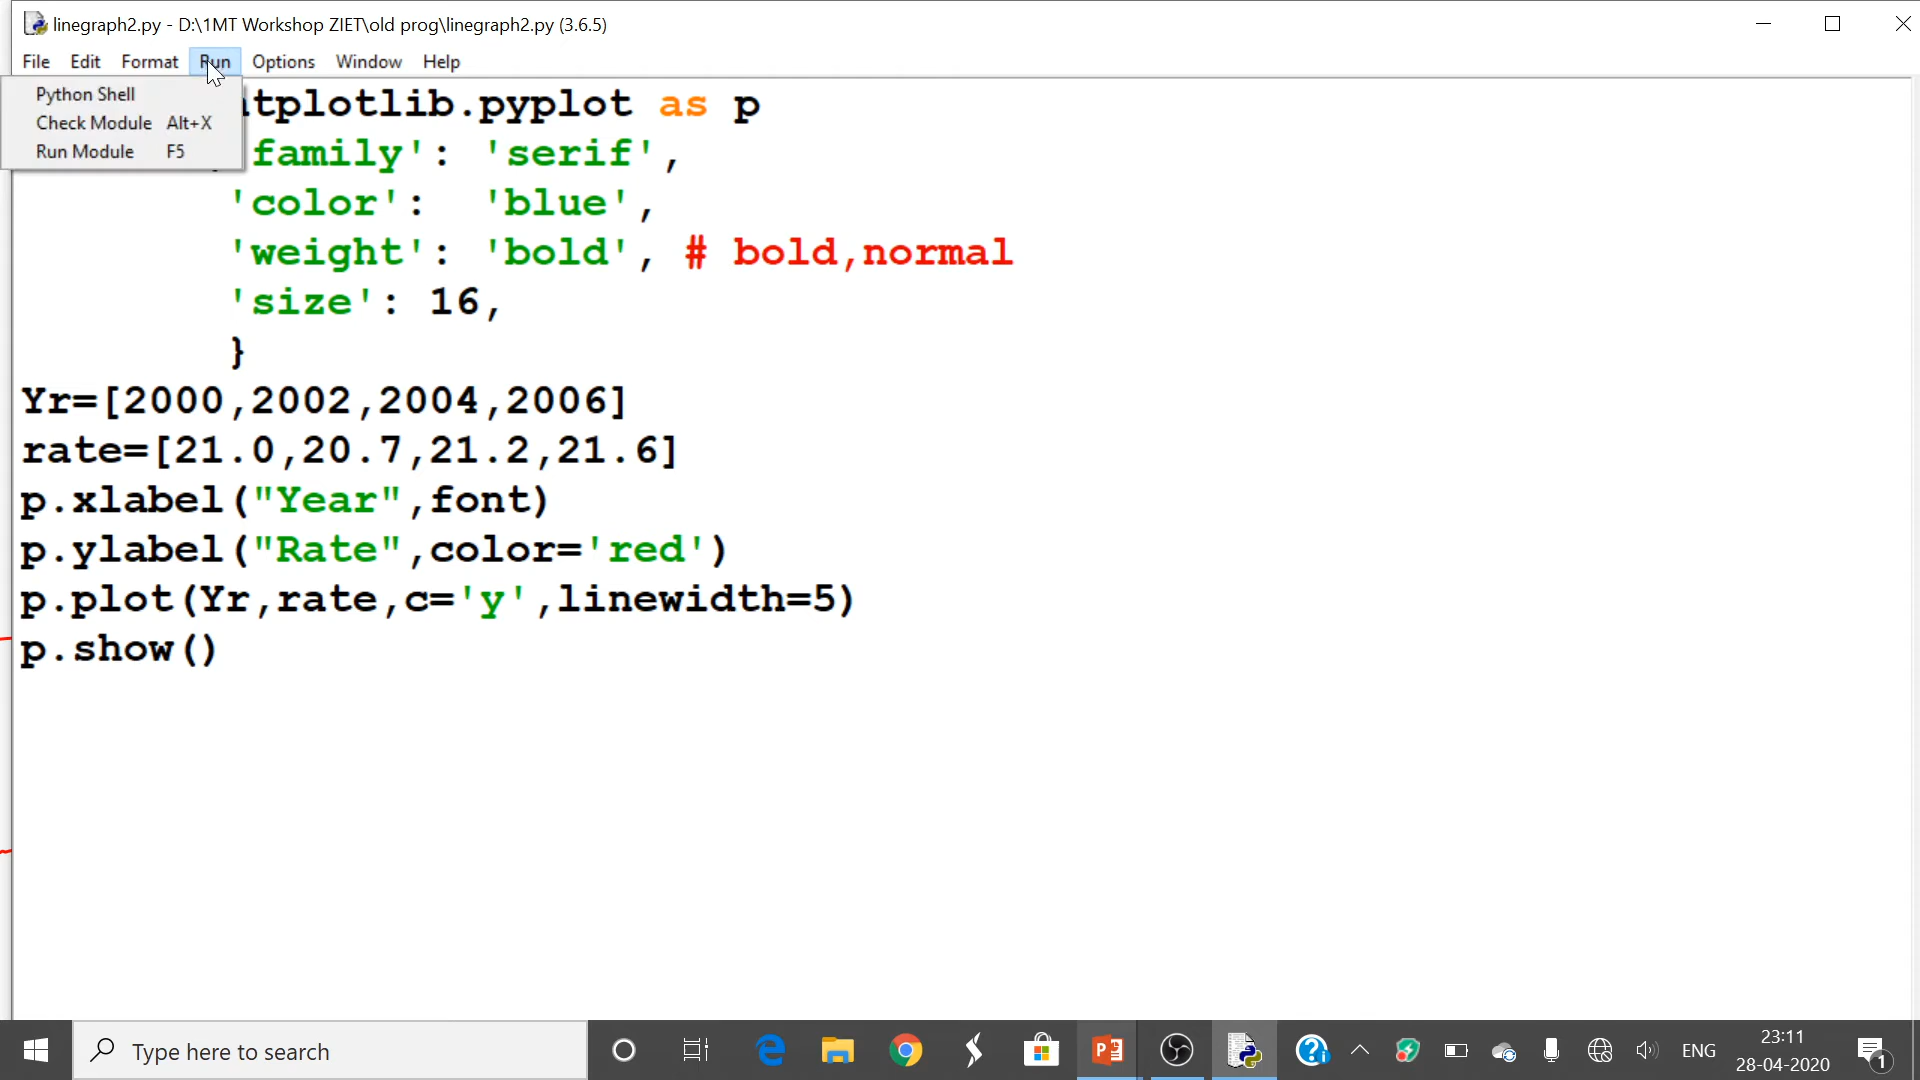 linegraph2.py - D:\1MT Workshop ZIET\old prog\linegraph2.py (3.6.5)
File Edit Format Run Options Window Help
Python Shell
Check Module Alt+X
Run Module F5
tplotlib.pyplot as p
'family': 'serif',
'color': 'blue',
'weight': 'bold', # bold,normal
'size': 16,
}
Yr=[2000,2002,2004,2006]
rate=[21.0,20.7,21.2,21.6]
p.xlabel("Year",font)
p.ylabel("Rate",color='red')
p.plot(Yr,rate,c='y',linewidth=5)
p.show()
Type here to search
ENG
23:11
28-04-2020
1